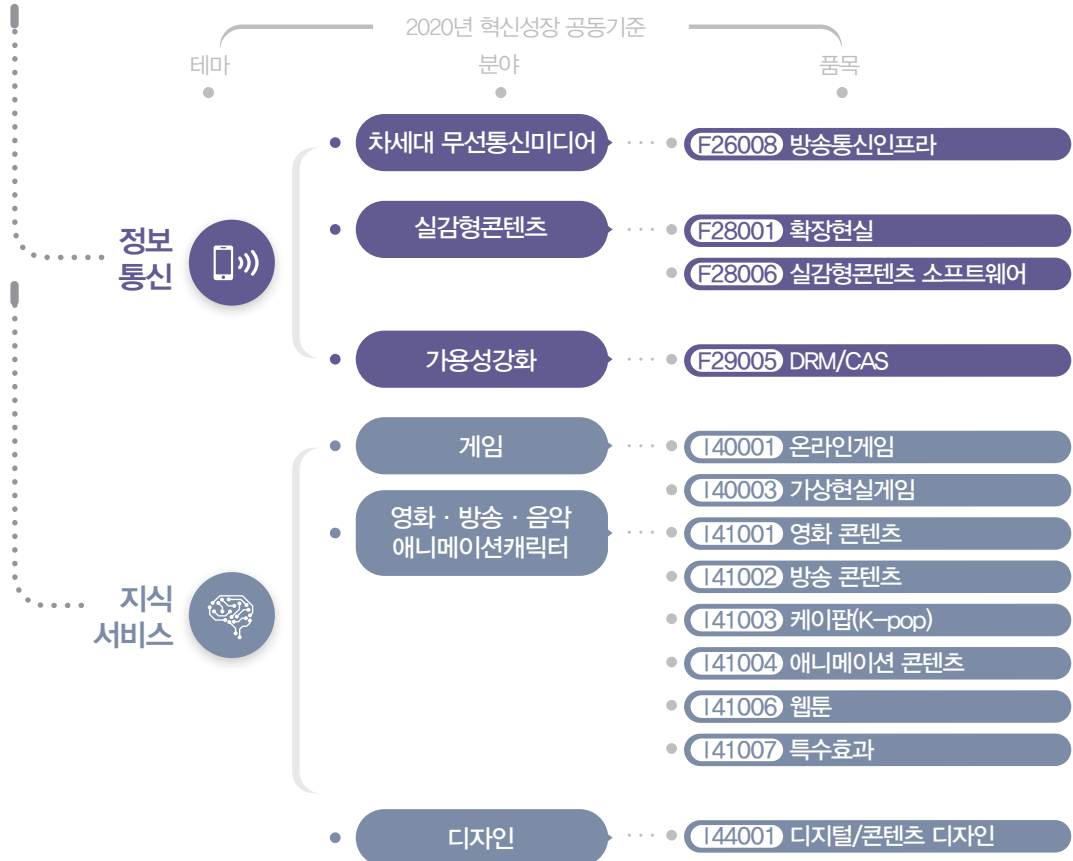 2020년 혁신성장 공동기준
테마
분야
품목
정보
통신
차세대 무선통신미디어
F26008 방송통신인프라
실감형콘텐츠
F28001 확장현실
F28006 실감형콘텐츠 소프트웨어
가용성강화
F29005 DRM/CAS
지식
서비스
게임
I40001 온라인게임
I40003 가상현실게임
영화 · 방송 · 음악
애니메이션캐릭터
I41001 영화 콘텐츠
I41002 방송 콘텐츠
I41003 케이팝(K-pop)
I41004 애니메이션 콘텐츠
I41006 웹툰
I41007 특수효과
디자인
I44001 디지털/콘텐츠 디자인